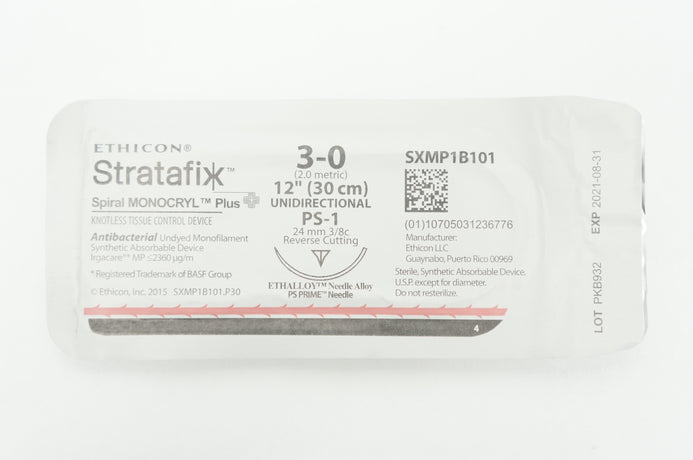 ETHICON®
Stratafix™
Spiral MONOCRYL™ Plus
KNOTLESS TISSUE CONTROL DEVICE
Antibacterial Undyed Monofilament
Synthetic Absorbable Device
Irgacare®* MP ≤2360 µg/m
*Registered Trademark of BASF Group
© Ethicon, Inc. 2015 SXMP1B101.P30
3-0
(2.0 metric)
12" (30 cm)
UNIDIRECTIONAL
PS-1
24 mm 3/8c
Reverse Cutting
ETHALLOY™ Needle Alloy
PS PRIME™ Needle
SXMP1B101
(01)10705031236776
Manufacturer:
Ethicon LLC
Guaynabo, Puerto Rico 00969
Sterile, Synthetic Absorbable Device.
U.S.P. except for diameter.
Do not resterilize.
4
LOT PKB932 EXP 2021-08-31